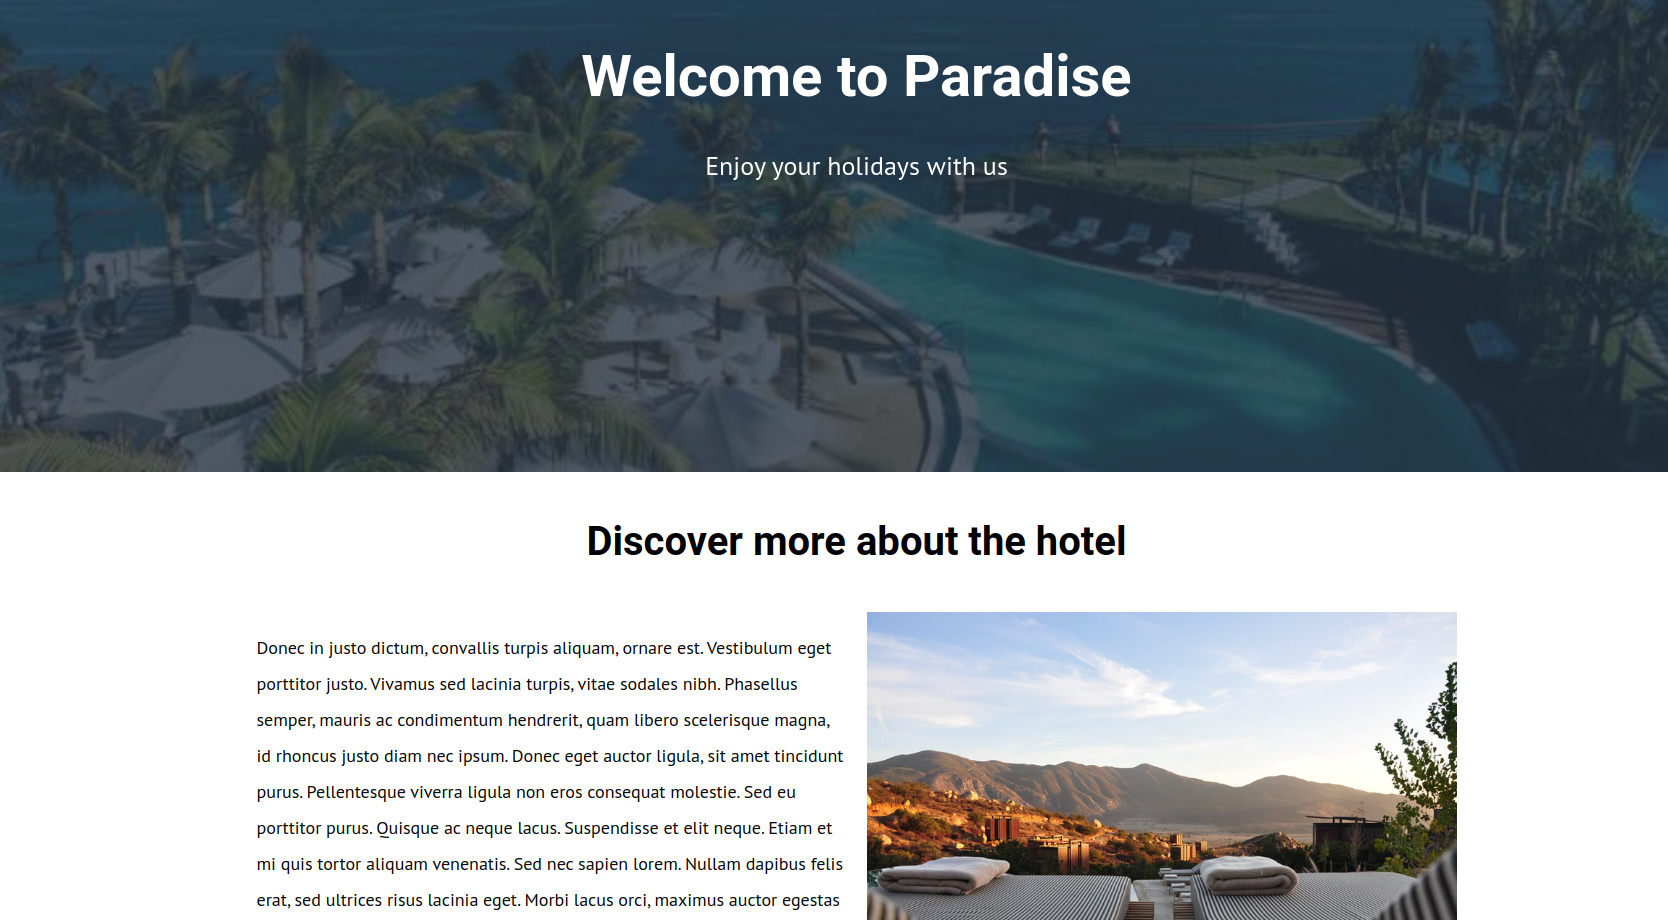 Welcome to Paradise
Enjoy your holidays with us
Discover more about the hotel
Donec in justo dictum, convallis turpis aliquam, ornare est. Vestibulum eget
porttitor justo. Vivamus sed lacinia turpis, vitae sodales nibh. Phasellus
semper, mauris ac condimentum hendrerit, quam libero scelerisque magna,
id rhoncus justo diam nec ipsum. Donec eget auctor ligula, sit amet tincidunt
purus. Pellentesque viverra ligula non eros consequat molestie. Sed eu
porttitor purus. Quisque ac neque lacus. Suspendisse et elit neque. Etiam et
mi quis tortor aliquam venenatis. Sed nec sapien lorem. Nullam dapibus felis
erat, sed ultrices risus lacinia eget. Morbi lacus orci, maximus auctor egestas